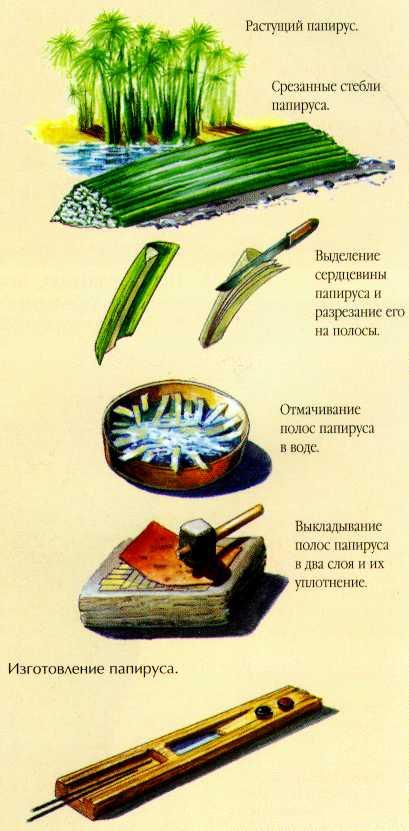 Растущий папирус.
Срезанные стебли
папируса.
Выделение
сердцевины
папируса и
разрезание его
на полосы.
Отмачивание
полос папируса
в воде.
Выкладывание
полос папируса
в два слоя и их
уплотнение.
Изготовление папируса.